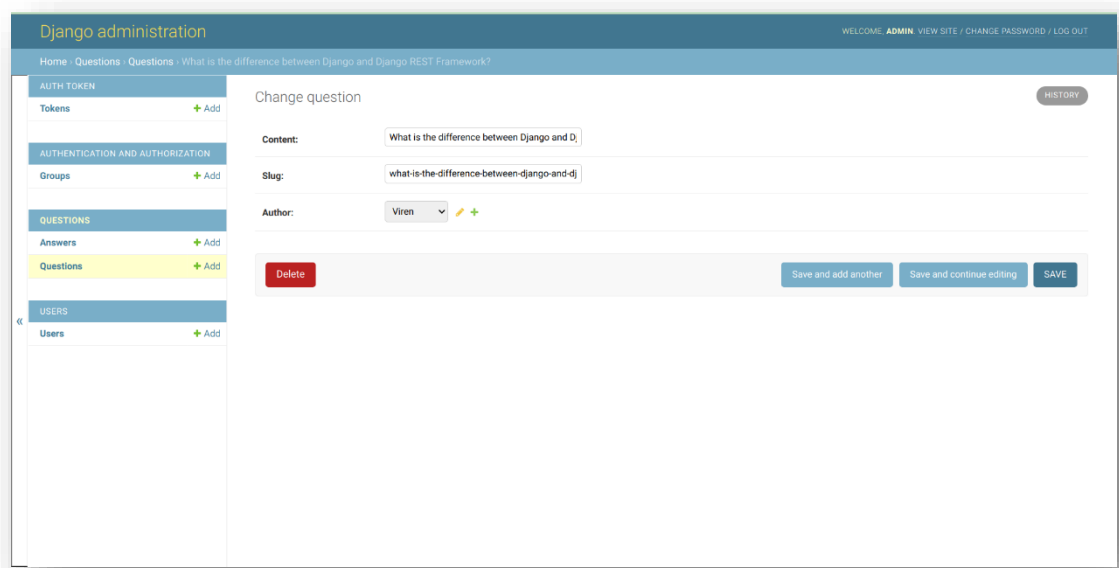 Django administration
WELCOME, ADMIN. VIEW SITE / CHANGE PASSWORD / LOG OUT
Home › Questions › Questions › What is the difference between Django and Django REST Framework?
AUTH TOKEN
Tokens + Add
AUTHENTICATION AND AUTHORIZATION
Groups + Add
QUESTIONS
Answers + Add
Questions + Add
USERS
Users + Add
«
Change question
HISTORY
Content: What is the difference between Django and Dj
Slug: what-is-the-difference-between-django-and-dj
Author: Viren
Delete
Save and add another
Save and continue editing
SAVE